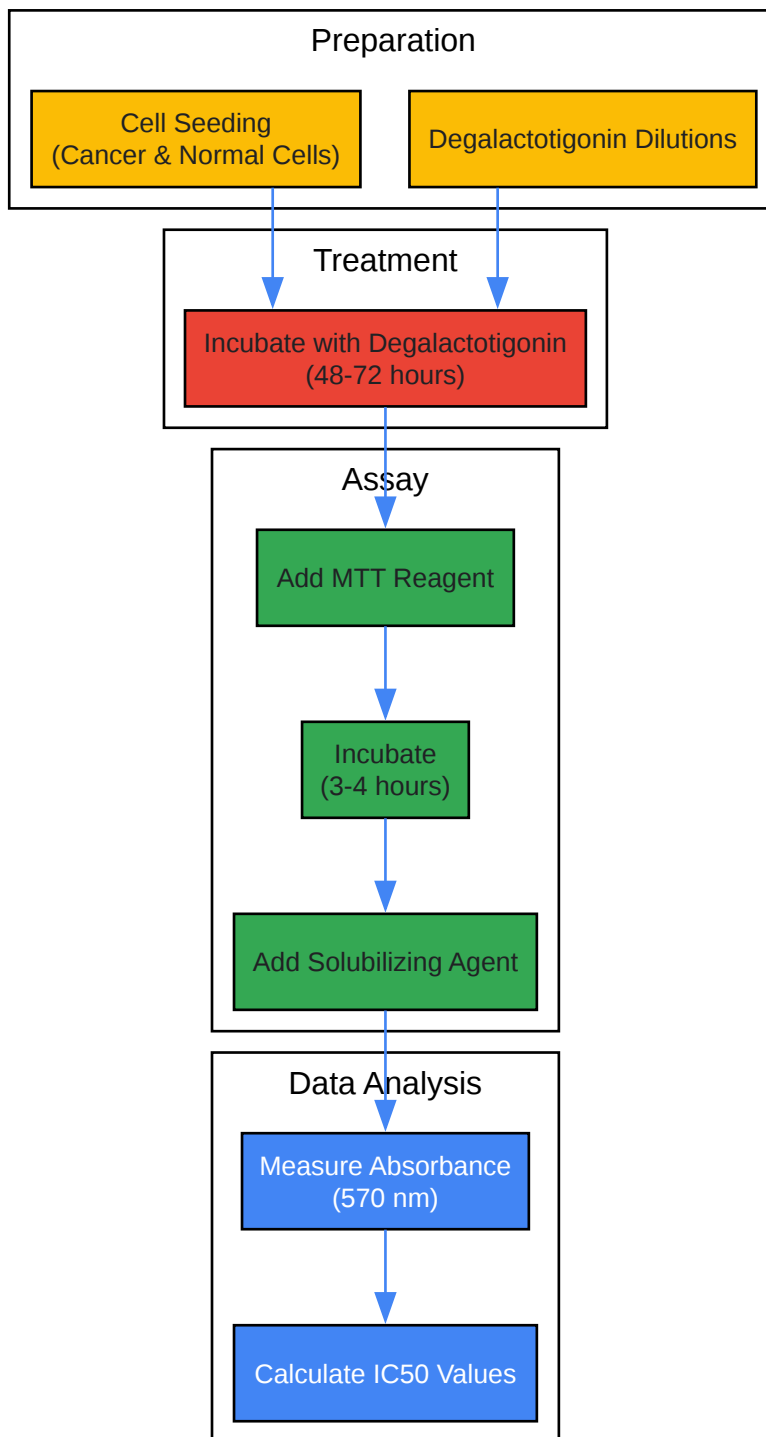 Preparation
Cell Seeding
(Cancer & Normal Cells)
Degalactotigonin Dilutions
Treatment
Incubate with Degalactotigonin
(48-72 hours)
Assay
Add MTT Reagent
Incubate
(3-4 hours)
Add Solubilizing Agent
Data Analysis
Measure Absorbance
(570 nm)
Calculate IC50 Values